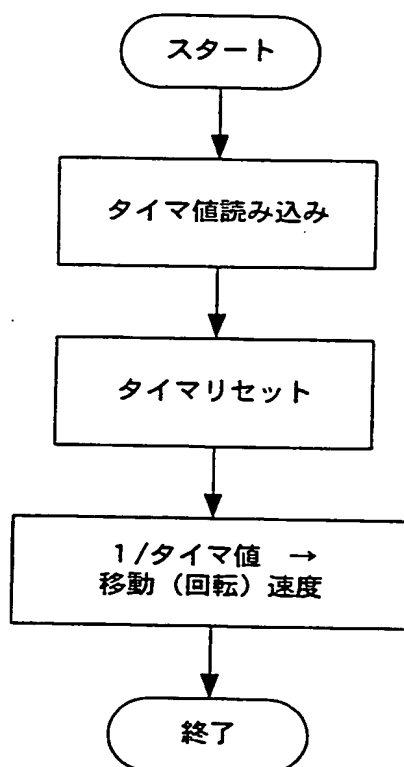 スタート
タイマ値読み込み
タイマリセット
1/タイマ値 →
移動（回転）速度
終了